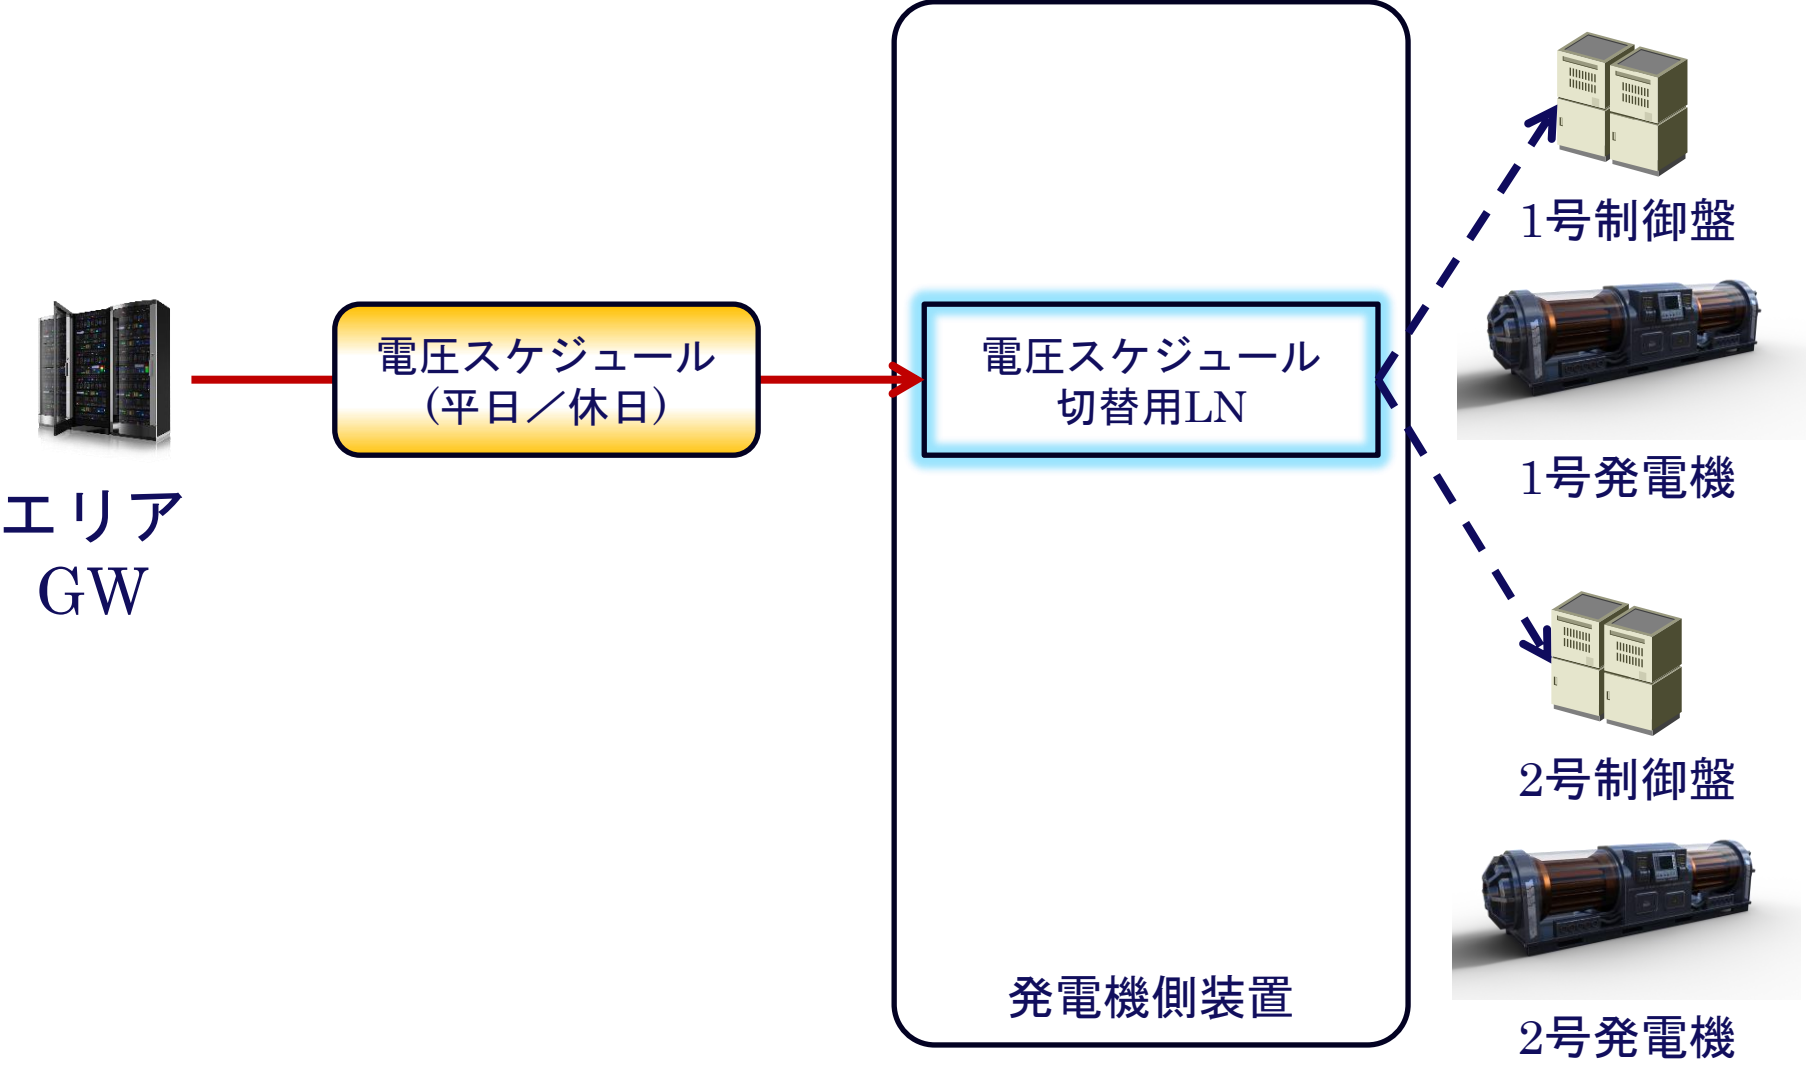 エリア
GW
電圧スケジュール
(平日／休日)
電圧スケジュール
切替用LN
発電機側装置
1号制御盤
1号発電機
2号制御盤
2号発電機